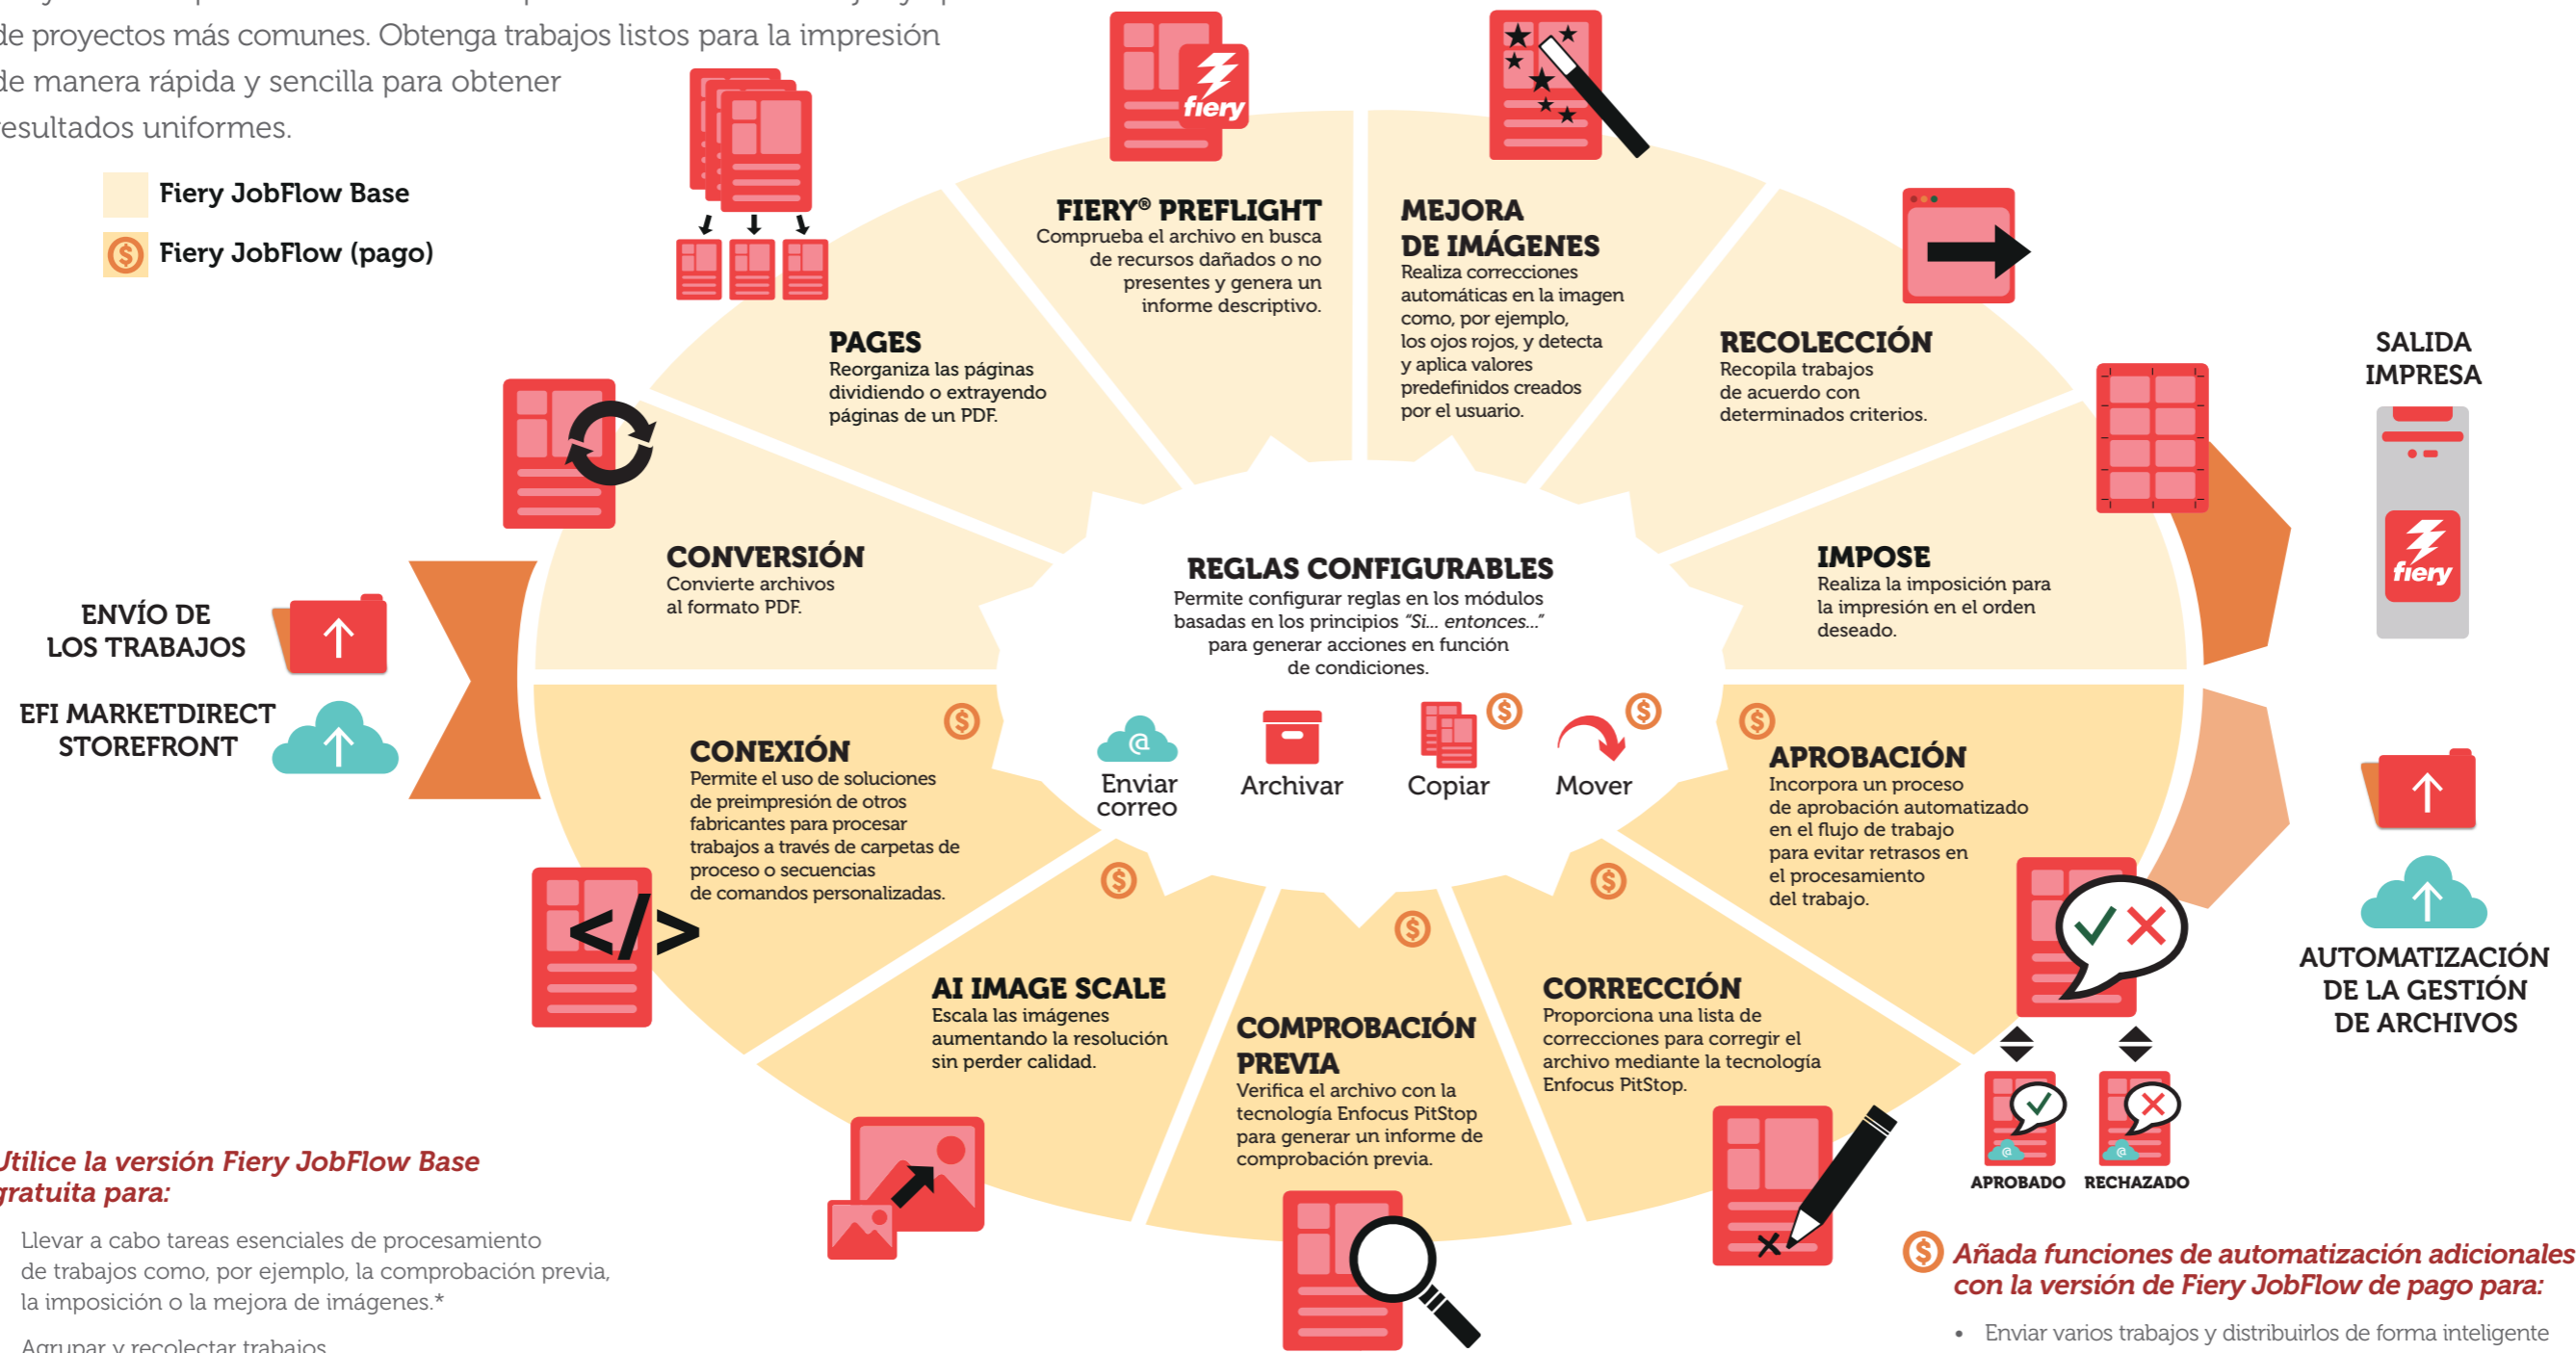 de proyectos más comunes. Obtenga trabajos listos para la impresión
de manera rápida y sencilla para obtener
resultados uniformes.
Fiery JobFlow Base
$ Fiery JobFlow (pago)
fiery
FIERY® PREFLIGHT
Comprueba el archivo en busca
de recursos dañados o no
presentes y genera un
informe descriptivo.
MEJORA
DE IMÁGENES
Realiza correcciones
automáticas en la imagen
como, por ejemplo,
los ojos rojos, y detecta
y aplica valores
predefinidos creados
por el usuario.
PAGES
Reorganiza las páginas
dividiendo o extrayendo
páginas de un PDF.
RECOLECCIÓN
Recopila trabajos
de acuerdo con
determinados criterios.
SALIDA
IMPRESA
fiery
CONVERSIÓN
Convierte archivos
al formato PDF.
REGLAS CONFIGURABLES
Permite configurar reglas en los módulos
basadas en los principios "Si... entonces..."
para generar acciones en función
de condiciones.
@
Enviar
correo
Archivar
$
Copiar
$
Mover
IMPOSE
Realiza la imposición para
la impresión en el orden
deseado.
ENVÍO DE
LOS TRABAJOS
EFI MARKETDIRECT
STOREFRONT
$
CONEXIÓN
Permite el uso de soluciones
de preimpresión de otros
fabricantes para procesar
trabajos a través de carpetas de
proceso o secuencias
de comandos personalizadas.
</>
$
APROBACIÓN
Incorpora un proceso
de aprobación automatizado
en el flujo de trabajo
para evitar retrasos en
el procesamiento
del trabajo.
$
AI IMAGE SCALE
Escala las imágenes
aumentando la resolución
sin perder calidad.
$
COMPROBACIÓN
PREVIA
Verifica el archivo con la
tecnología Enfocus PitStop
para generar un informe de
comprobación previa.
$
CORRECCIÓN
Proporciona una lista de
correcciones para corregir el
archivo mediante la tecnología
Enfocus PitStop.
AUTOMATIZACIÓN
DE LA GESTIÓN
DE ARCHIVOS
@
@
APROBADO
RECHAZADO
Utilice la versión Fiery JobFlow Base
gratuita para:
Llevar a cabo tareas esenciales de procesamiento
de trabajos como, por ejemplo, la comprobación previa,
la imposición o la mejora de imágenes.*
Agrupar y recolectar trabajos
$ Añada funciones de automatización adicionales
con la versión de Fiery JobFlow de pago para:
• Enviar varios trabajos y distribuirlos de forma inteligente